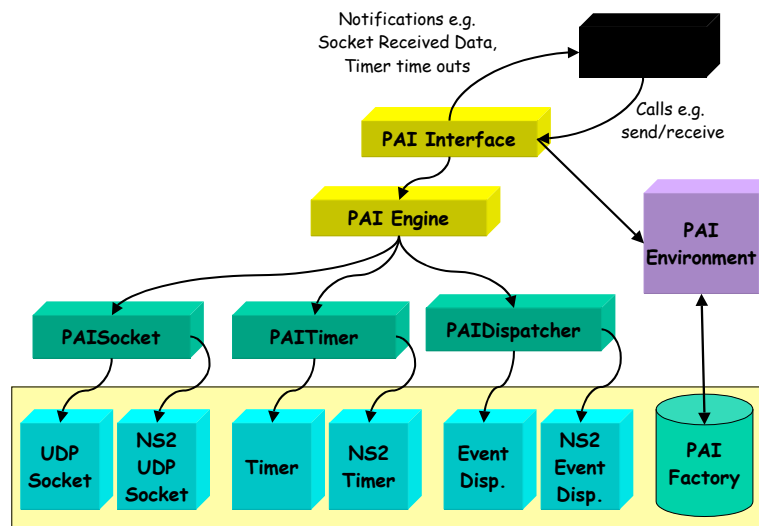 Notifications e.g.
Socket Received Data,
Timer time outs
Calls e.g.
send/receive
PAI Interface
PAI Engine
PAI
Environment
PAISocket
PAITimer
PAIDispatcher
UDP
Socket
NS2
UDP
Socket
Timer
NS2
Timer
Event
Disp.
NS2
Event
Disp.
PAI
Factory